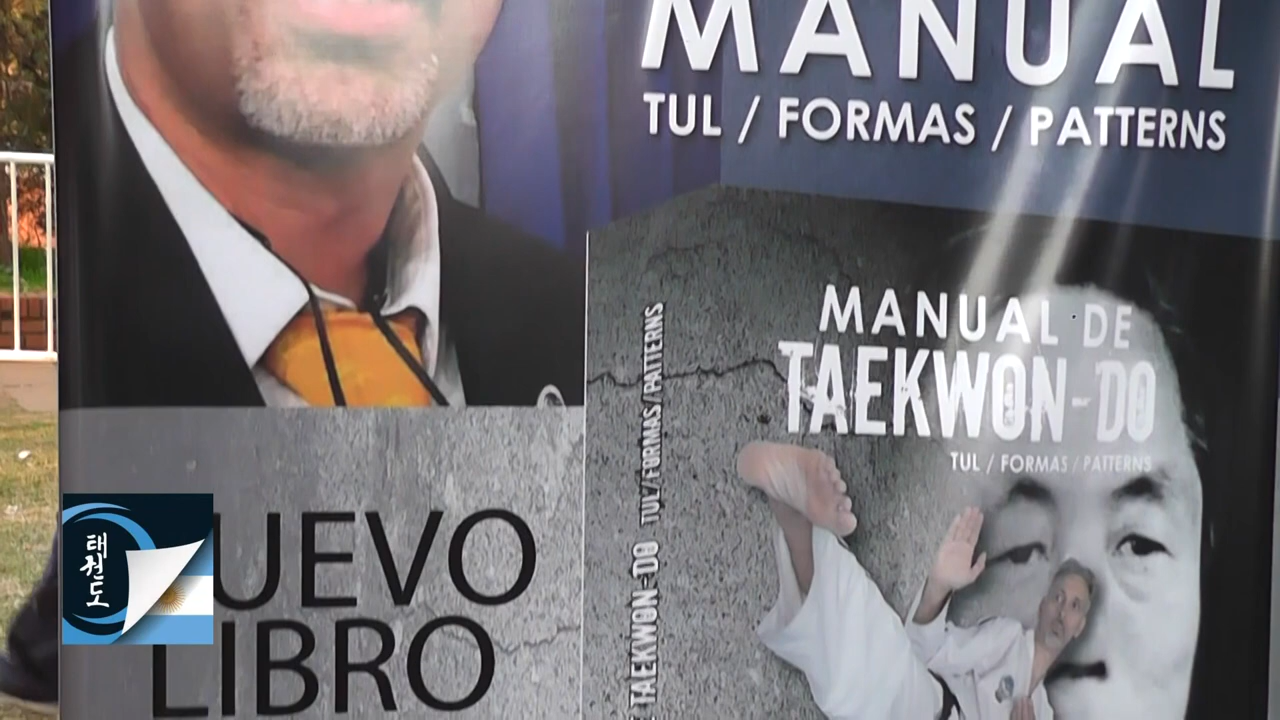 MANUAL
TUL / FORMAS / PATTERNS
MANUAL DE
TAEKWON-DO
TUL / FORMAS / PATTERNS
TAEKWON-DO TUL/FORMAS/PATTERNS
태권도
UEVO
LIBRO